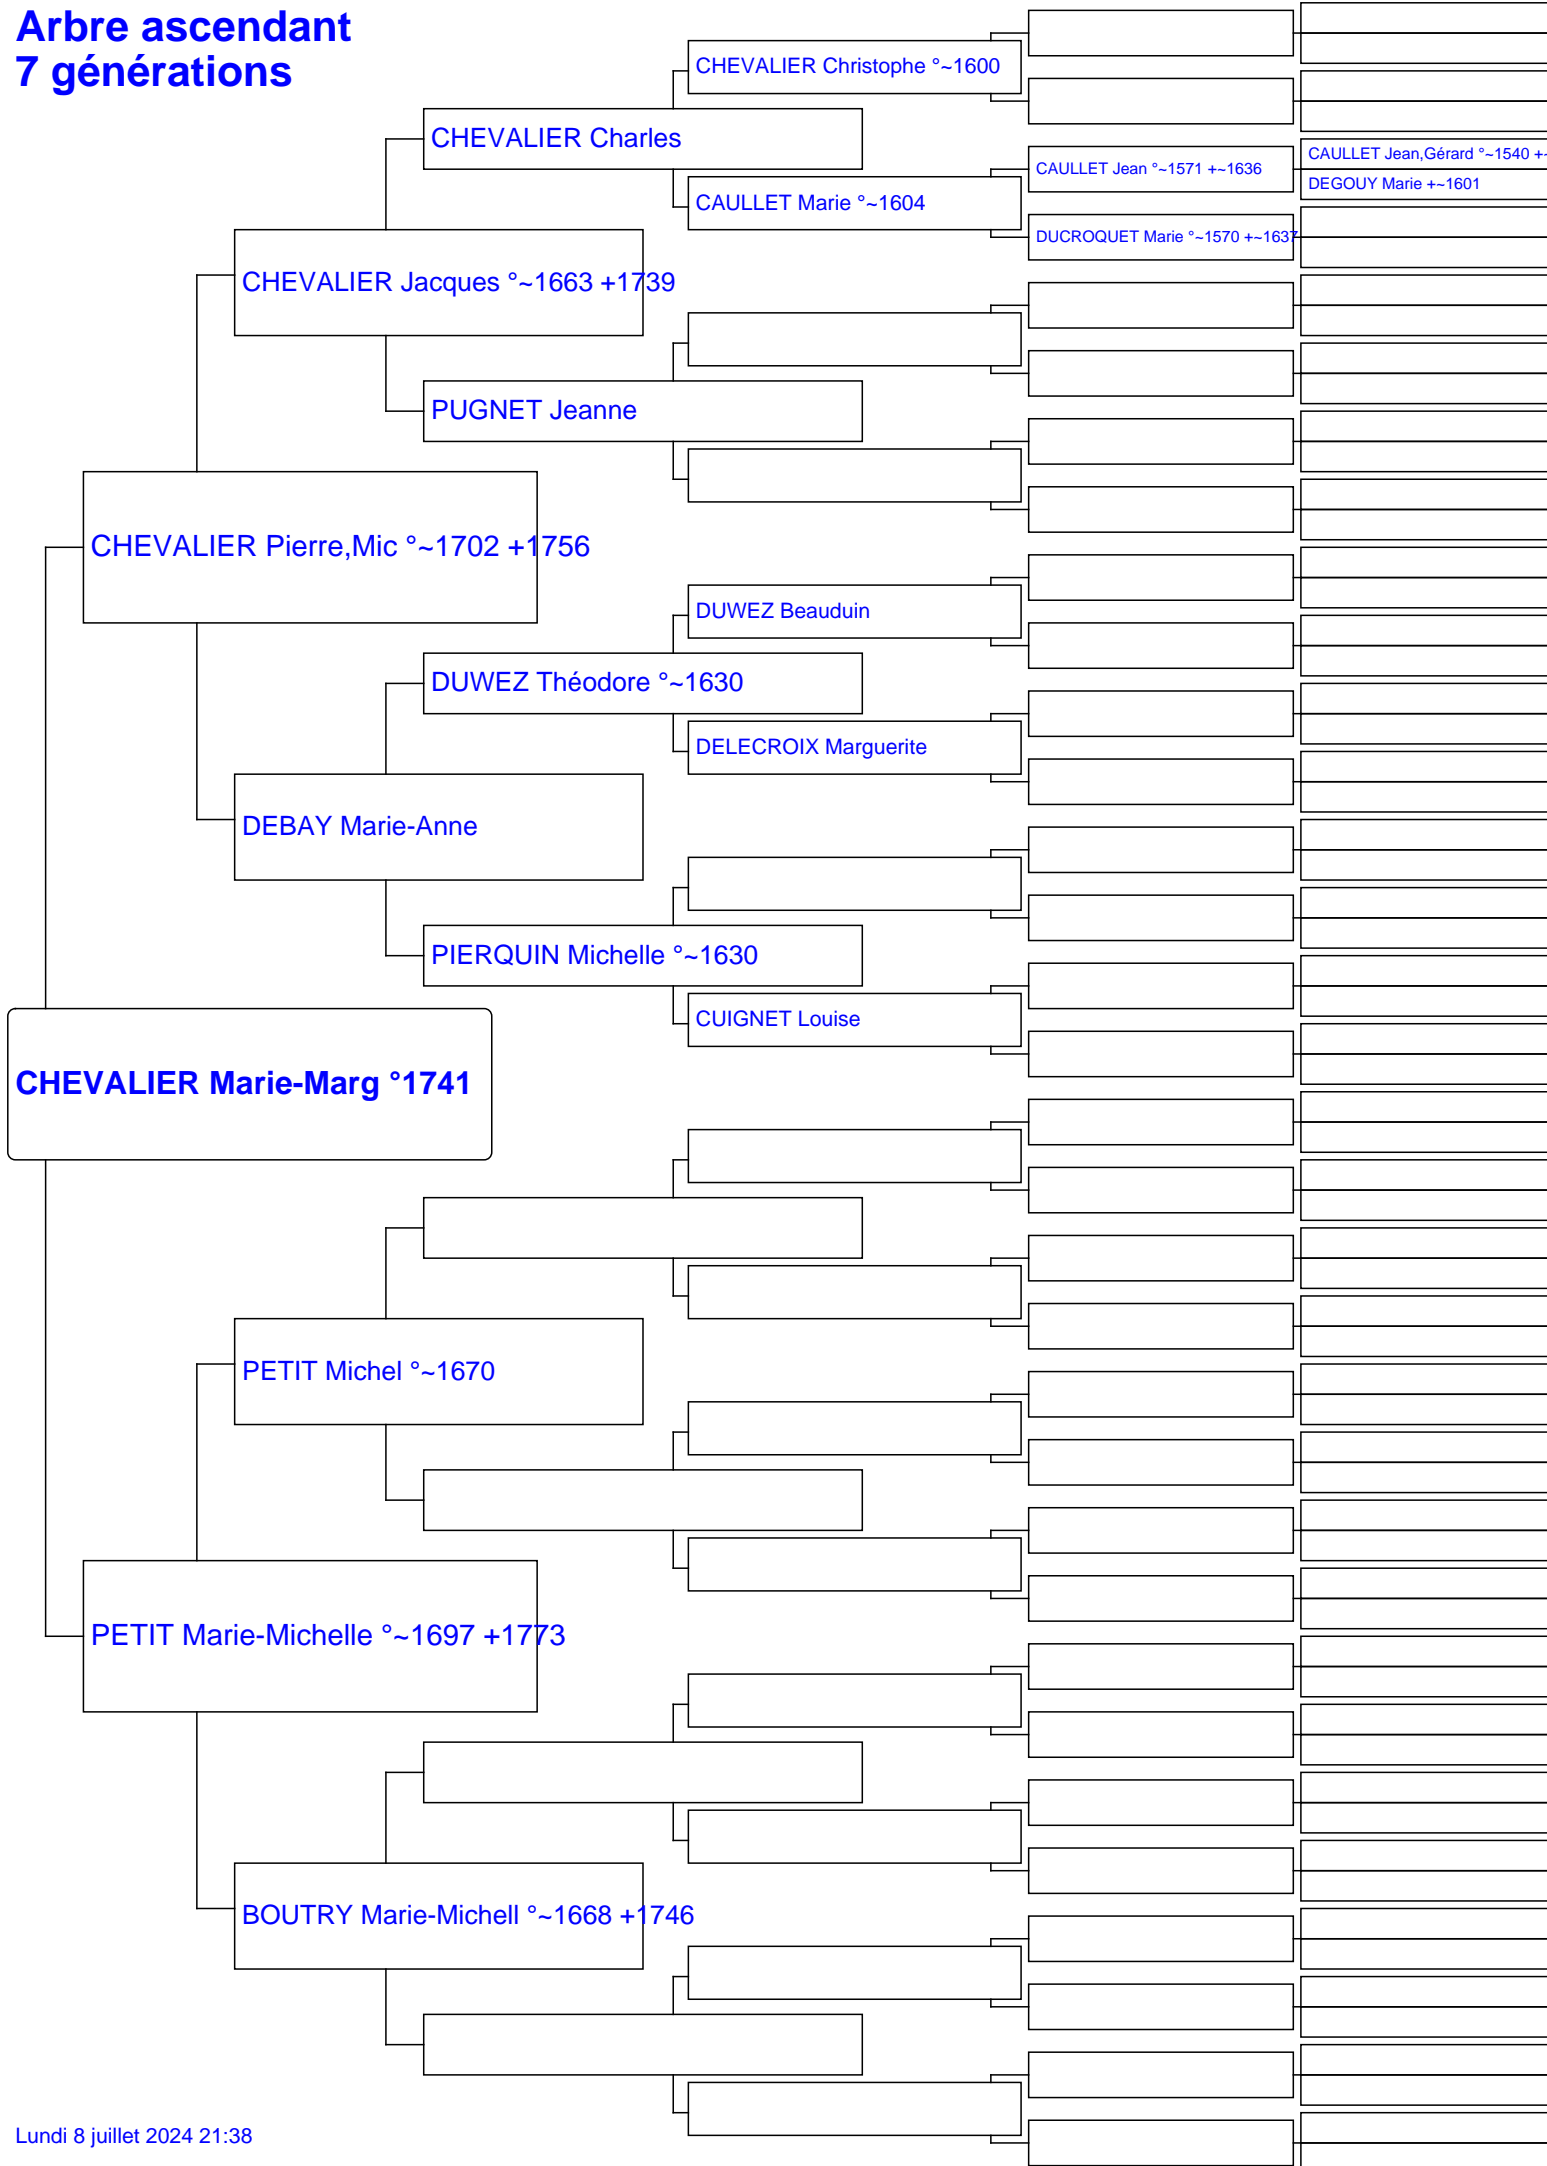 Arbre ascendant
7 générations
CHEVALIER Christophe °~1600
CHEVALIER Charles
CAULLET Jean,Gérard °~1540 +~
CAULLET Jean °~1571 +~1636
DEGOUY Marie +~1601
CAULLET Marie °~1604
DUCROQUET Marie °~1570 +~1637
CHEVALIER Jacques °~1663 +1739
PUGNET Jeanne
CHEVALIER Pierre,Mic °~1702 +1756
DUWEZ Beauduin
DUWEZ Théodore °~1630
DELECROIX Marguerite
DEBAY Marie-Anne
PIERQUIN Michelle °~1630
CUIGNET Louise
CHEVALIER Marie-Marg °1741
PETIT Michel °~1670
PETIT Marie-Michelle °~1697 +1773
BOUTRY Marie-Michell °~1668 +1746
Lundi 8 juillet 2024 21:38